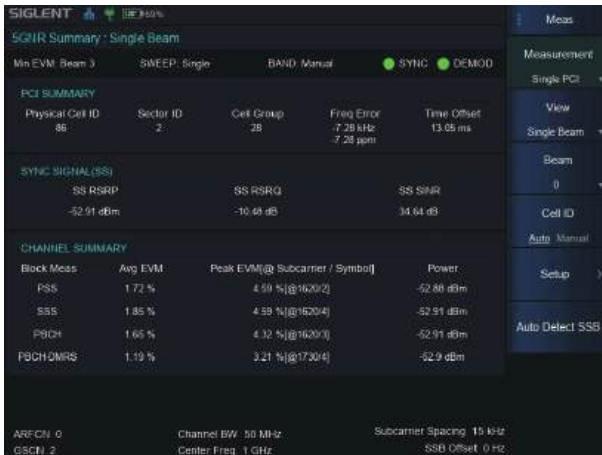 SIGLENT 69%
5GNR Summary : Single Beam
Min EVM: Beam 3 SWEEP: Single BAND: Manual SYNC DEMOD
PCI SUMMARY
Physical Cell ID Sector ID Cell Group Freq Error Time Offset
86 2 28 -7.28 kHz 13.05 ms
-7.28 ppm
SYNC SIGNAL(SS)
SS RSRP SS RSRQ SS SINR
-52.91 dBm -10.48 dB 34.64 dB
CHANNEL SUMMARY
Block Meas Avg EVM Peak EVM[@ Subcarrier / Symbol] Power
PSS 1.72 % 4.59 %[@1620/2] -52.88 dBm
SSS 1.85 % 4.59 %[@1620/4] -52.91 dBm
PBCH 1.65 % 4.32 %[@1620/3] -52.91 dBm
PBCH-DMRS 1.19 % 3.21 %[@1730/4] -52.9 dBm
ARFCN: 0 Channel BW: 50 MHz Subcarrier Spacing: 15 kHz
GSCN: 2 Center Freq: 1 GHz SSB Offset: 0 Hz
Meas
Measurement
Single PCI
View
Single Beam
Beam
0
Cell ID
Auto Manual
Setup
Auto Detect SSB